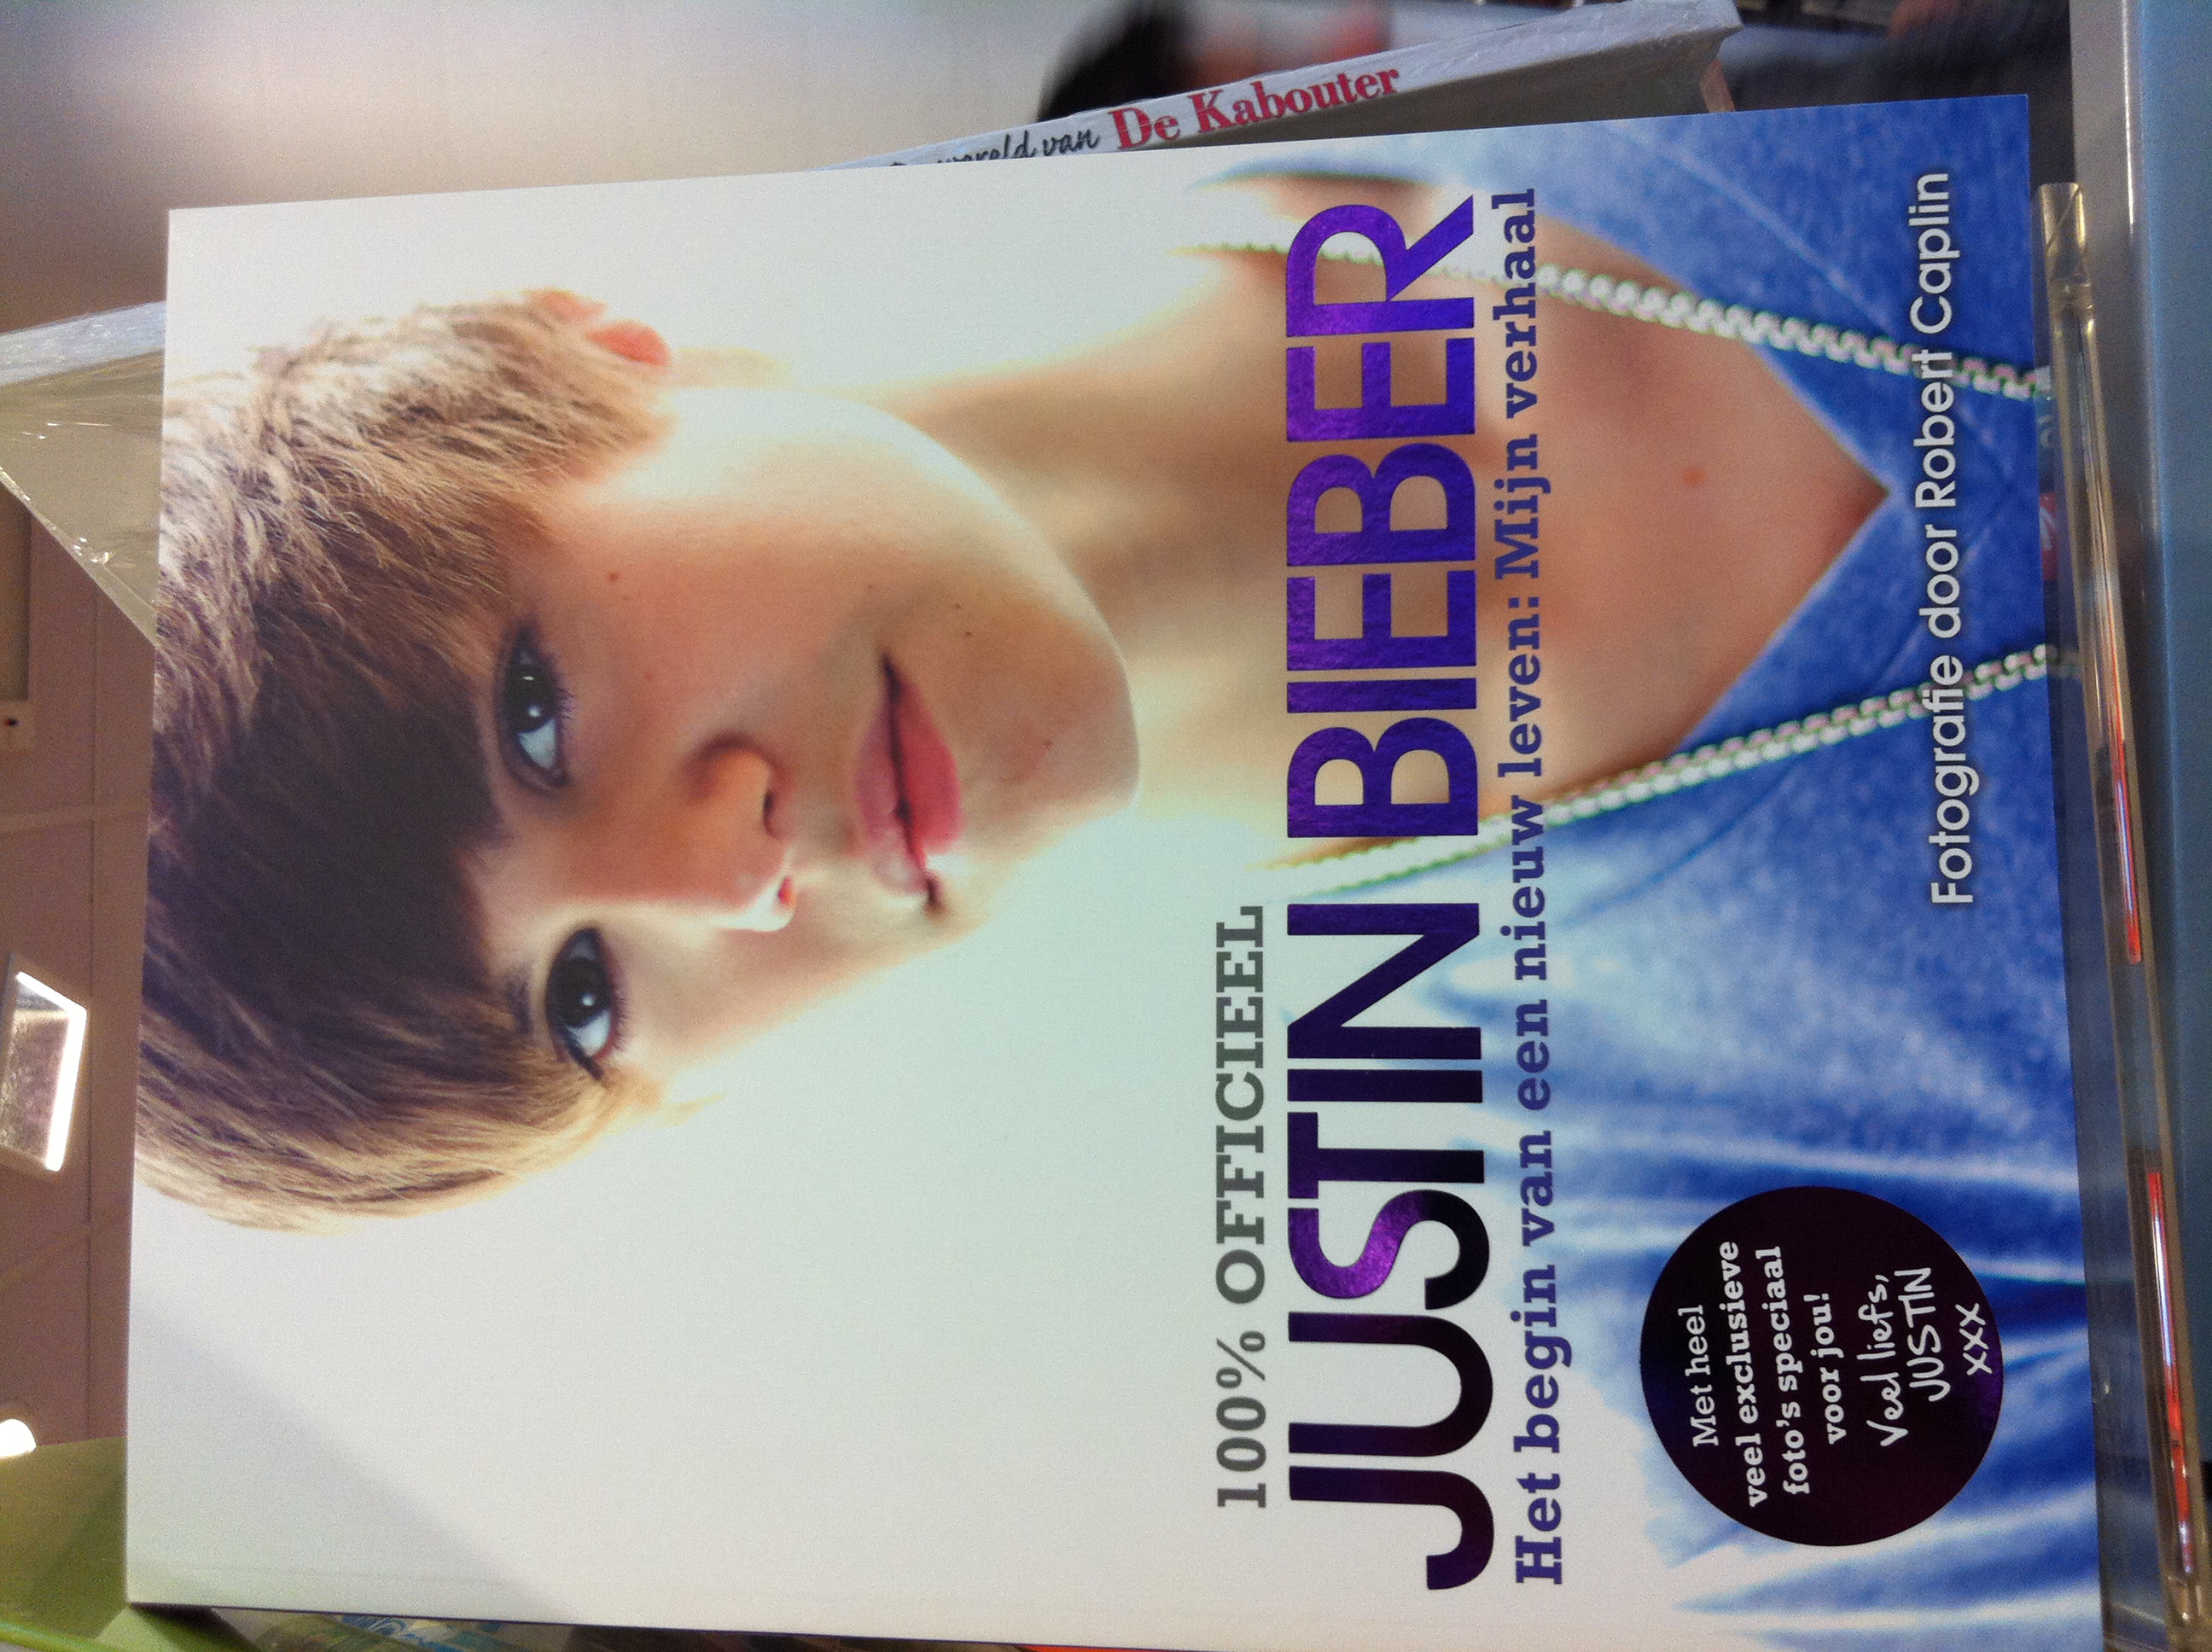 100% OFFICIEEL
JUSTIN BIEBER
Het begin van een nieuw leven: Mijn verhaal
Met heel
veel exclusieve
foto's speciaal
voor jou!
Veel liefs,
JUSTIN
xxx
Fotografie door Robert Caplin
wereld van De Kabouter